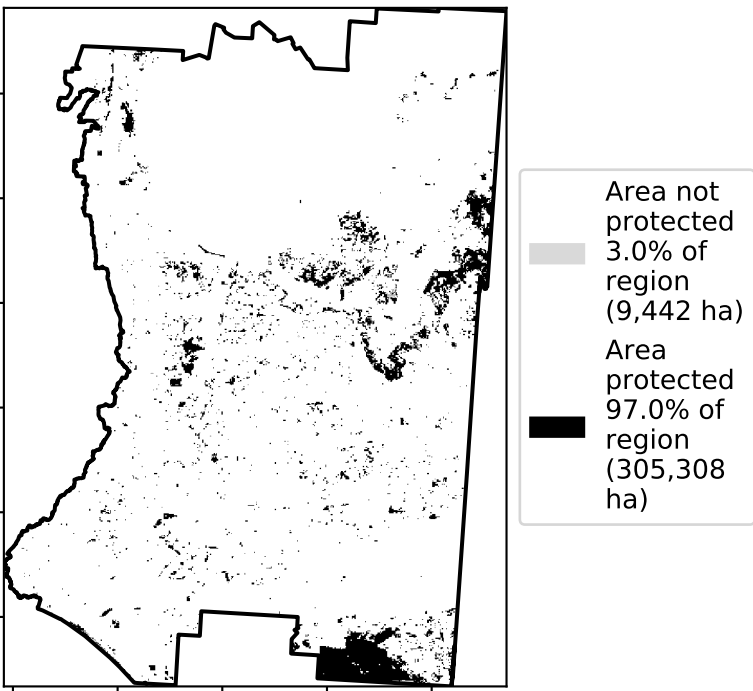 Area not
protected
3.0% of
region
(9,442 ha)
Area
protected
97.0% of
region
(305,308
ha)